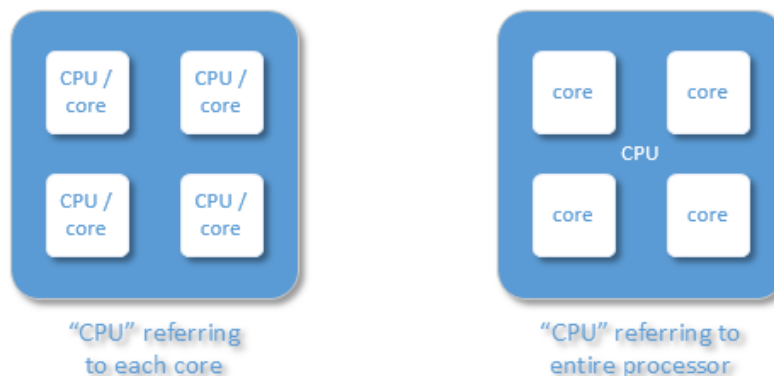 CPU /
core
CPU /
core
CPU /
core
CPU /
core
“CPU” referring
to each core
core
core
CPU
core
core
“CPU” referring to
entire processor